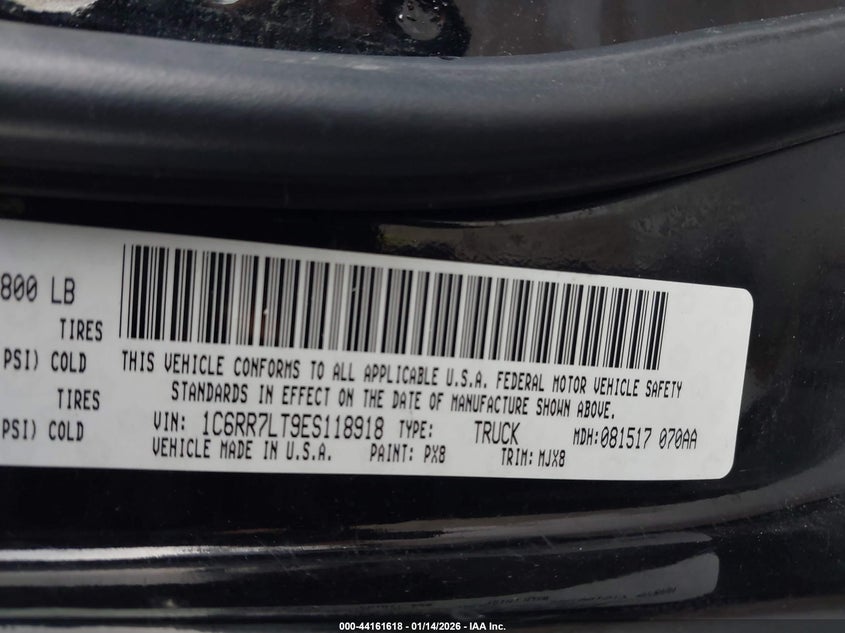 800 LB
TIRES
PSI) COLD
TIRES
PSI) COLD
THIS VEHICLE CONFORMS TO ALL APPLICABLE U.S.A. FEDERAL MOTOR VEHICLE SAFETY
STANDARDS IN EFFECT ON THE DATE OF MANUFACTURE SHOWN ABOVE.
VIN: 1C6RR7LT9ES118918 TYPE: TRUCK MDH:081517 070AA
VEHICLE MADE IN U.S.A. PAINT: PX8 TRIM: MJX8
000-44161618 - 01/14/2026 - IAA Inc.